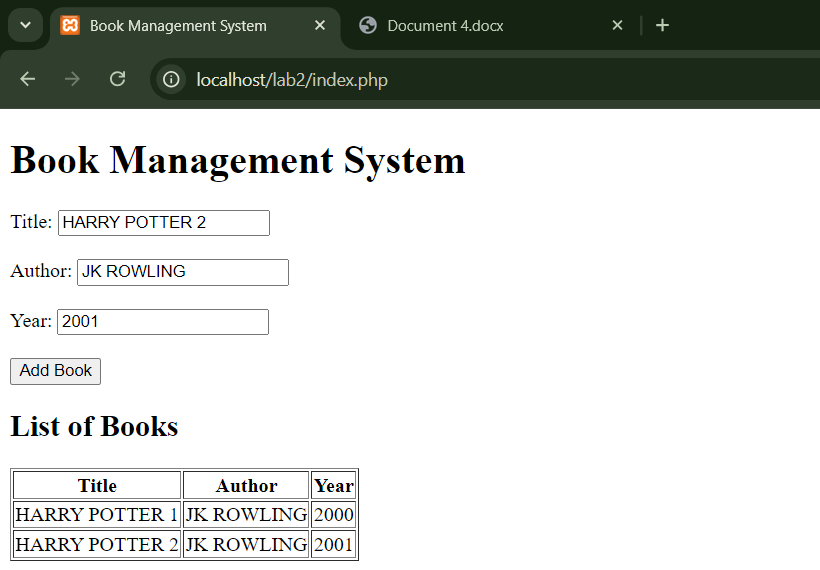 Book Management System Document 4.docx
localhost/lab2/index.php
Book Management System
Title: HARRY POTTER 2
Author: JK ROWLING
Year: 2001
Add Book
List of Books
Title Author Year
HARRY POTTER 1 JK ROWLING 2000
HARRY POTTER 2 JK ROWLING 2001